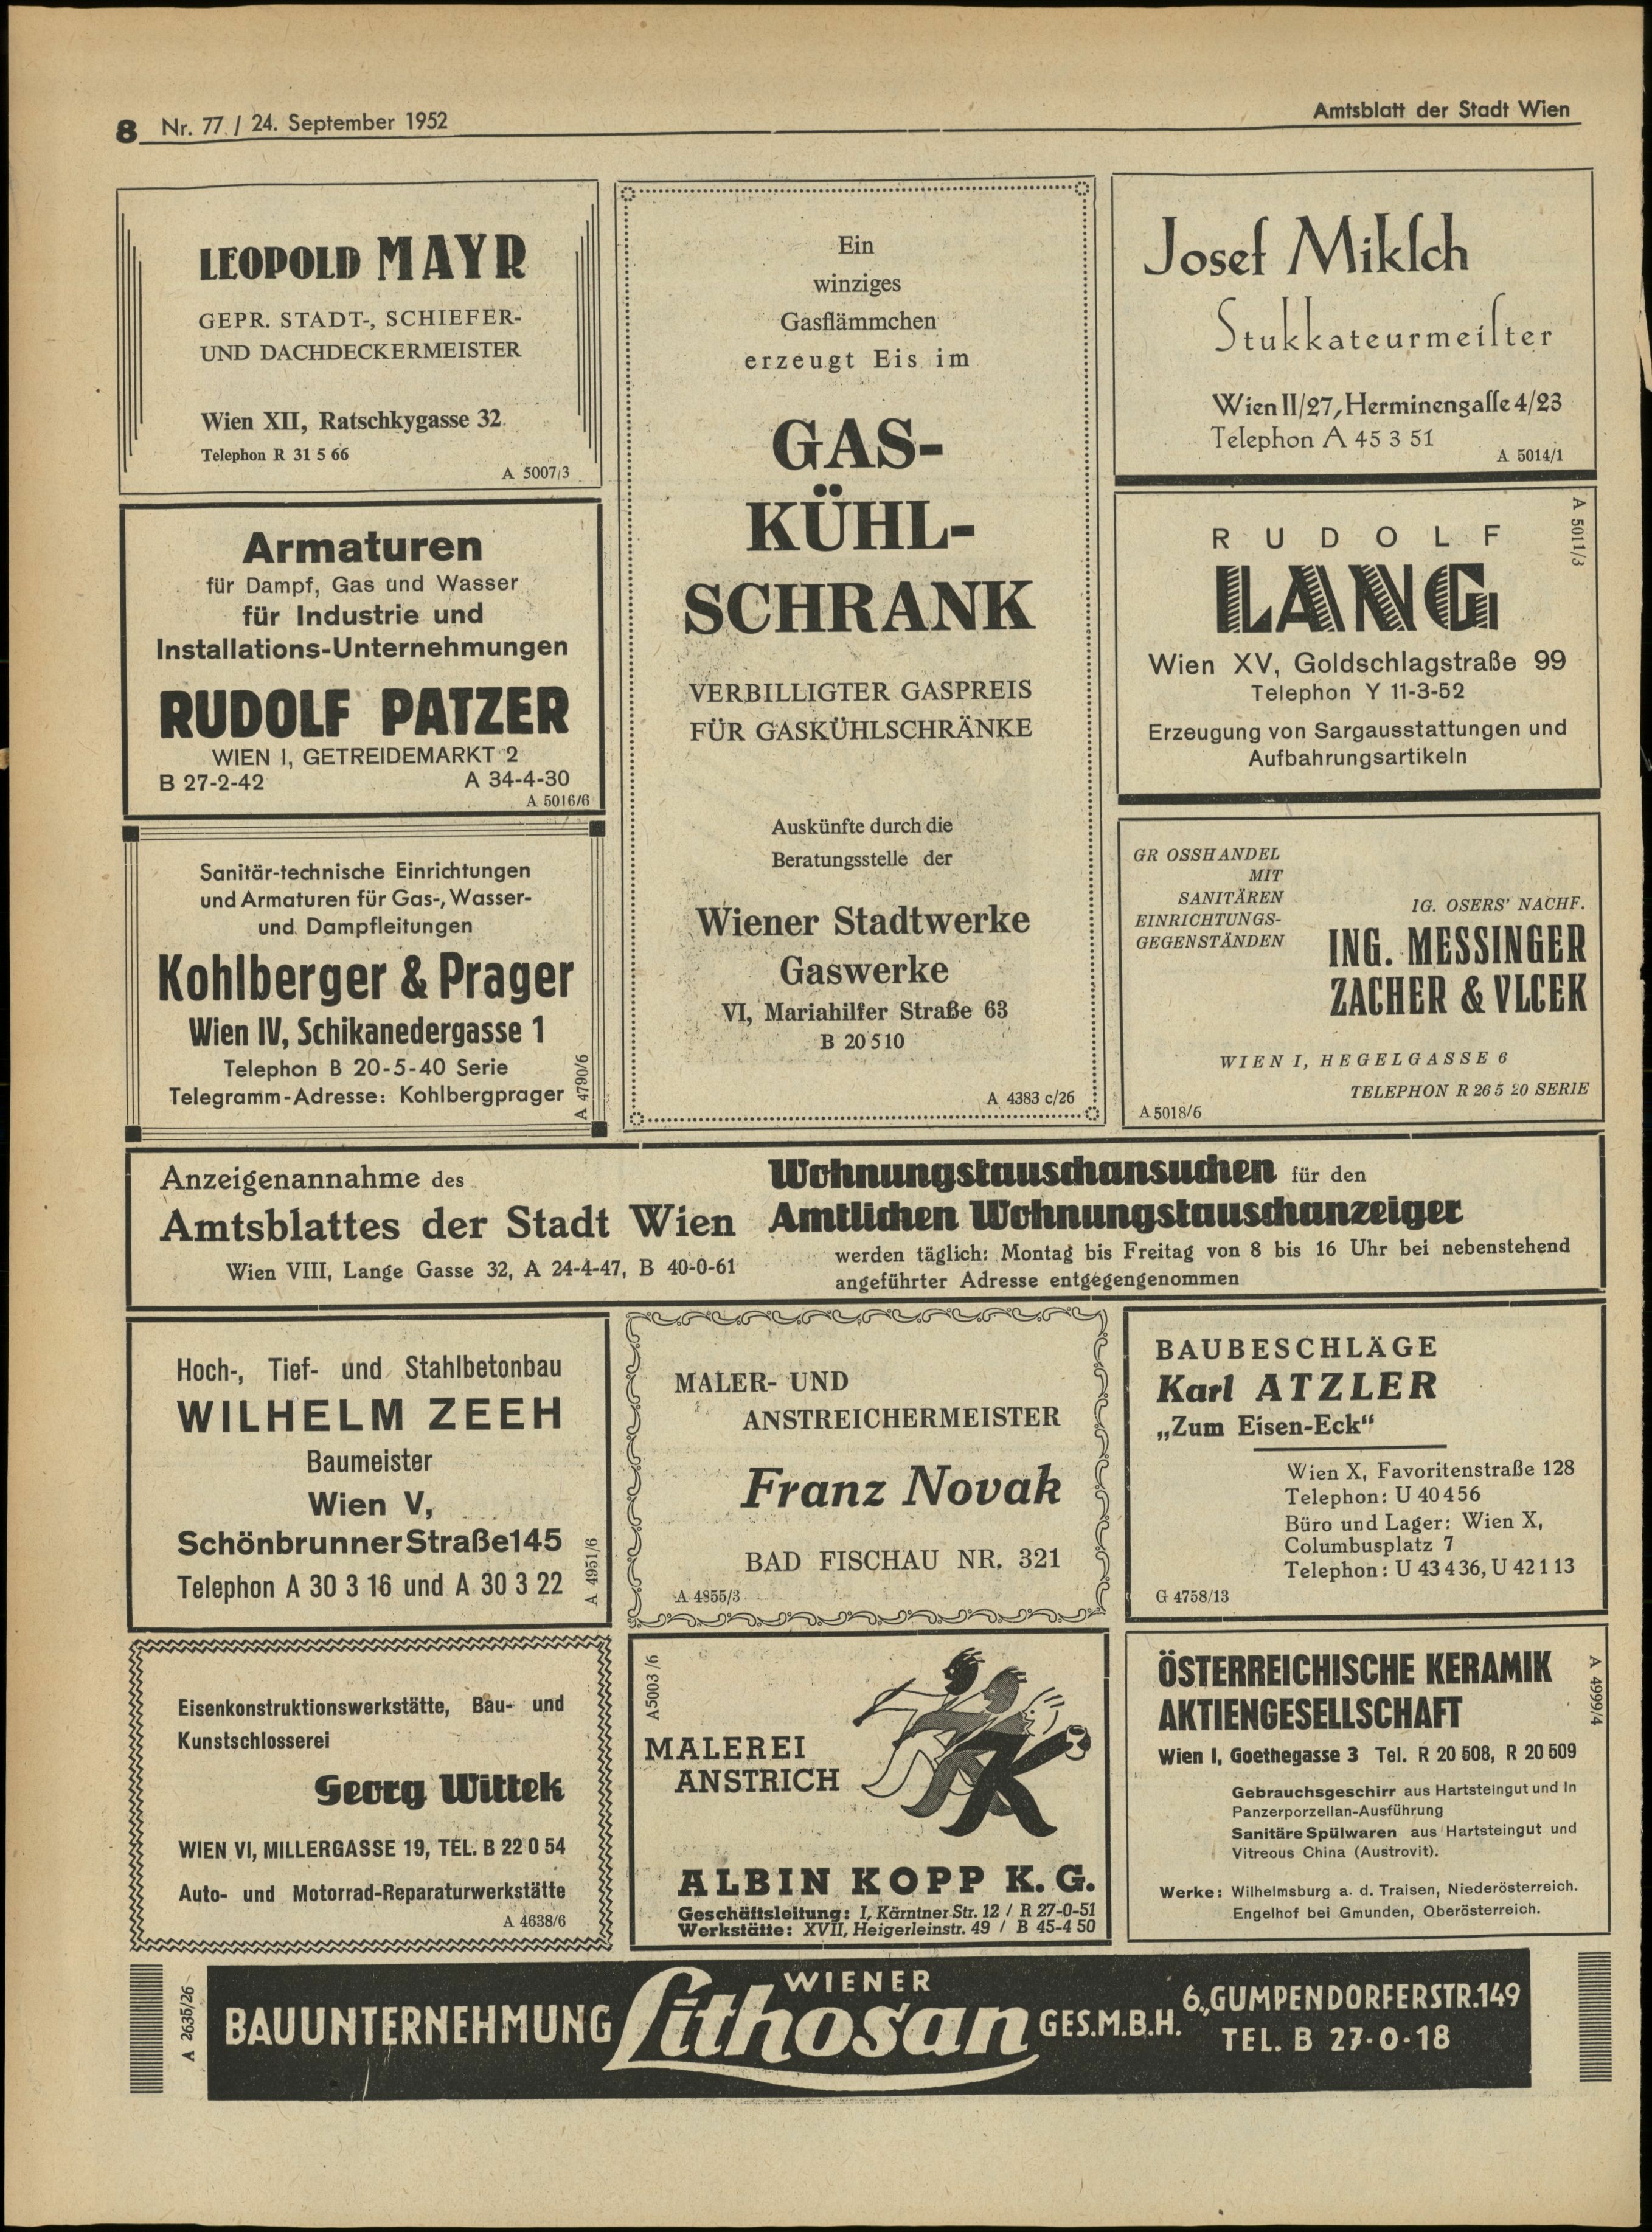 8 Nr. 77 / 24. September 1952
Amtsblatt der Stadt Wien
LEOPOLD MAYR
GEPR. STADT-, SCHIEFER-
UND DACHDECKERMEISTER
Wien XII, Ratschkygasse 32
Telephon R 31 5 66
A 5007/3
Armaturen
für Dampf, Gas und Wasser
für Industrie und
Installations-Unternehmungen
RUDOLF PATZER
WIEN I, GETREIDEMARKT 2
B 27-2-42 A 34-4-30
A 5016/6
Sanitär-technische Einrichtungen
und Armaturen für Gas-, Wasser-
und Dampfleitungen
Kohlberger & Prager
Wien IV, Schikanedergasse 1
Telephon B 20-5-40 Serie
Telegramm-Adresse: Kohlbergprager
A 4790/6
Ein
winziges
Gasflämmchen
erzeugt Eis im
GAS-
KÜHL-
SCHRANK
VERBILLIGTER GASPREIS
FÜR GASKÜHLSCHRÄNKE
Auskünfte durch die
Beratungsstelle der
Wiener Stadtwerke
Gaswerke
VI, Mariahilfer Straße 63
B 20 510
A 4383 c/26
Josef Mikſch
Stukkateurmeiſter
Wien II/27, Herminengaſſe 4/23
Telephon A 45 3 51
A 5014/1
RUDOLF
LANG
A 5011/3
Wien XV, Goldschlagstraße 99
Telephon Y 11-3-52
Erzeugung von Sargausstattungen und
Aufbahrungsartikeln
GROSSHANDEL
MIT
SANITÄREN
EINRICHTUNGS-
GEGENSTÄNDEN
IG. OSERS' NACHF.
ING. MESSINGER
ZACHER & VLCEK
WIEN I, HEGELGASSE 6
TELEPHON R 26 5 20 SERIE
A 5018/6
Anzeigenannahme des
Amtsblattes der Stadt Wien
Wien VIII, Lange Gasse 32, A 24-4-47, B 40-0-61
Wohnungstauschansuchen für den
Amtlichen Wohnungstauschanzeiger
werden täglich: Montag bis Freitag von 8 bis 16 Uhr bei nebenstehend
angeführter Adresse entgegengenommen
Hoch-, Tief- und Stahlbetonbau
WILHELM ZEEH
Baumeister
Wien V,
Schönbrunner Straße 145
Telephon A 30 3 16 und A 30 3 22
A 4951/6
MALER- UND
ANSTREICHERMEISTER
Franz Novak
BAD FISCHAU NR. 321
A 4855/3
BAUBESCHLÄGE
Karl ATZLER
„Zum Eisen-Eck“
Wien X, Favoritenstraße 128
Telephon: U 40 456
Büro und Lager: Wien X,
Columbusplatz 7
Telephon: U 43 436, U 42 1 13
G 4758/13
Eisenkonstruktionswerkstätte, Bau- und
Kunstschlosserei
Georg Wittek
WIEN VI, MILLERGASSE 19, TEL. B 22 0 54
Auto- und Motorrad-Reparaturwerkstätte
A 4638/6
A 5003/6
MALEREI
ANSTRICH
K
ALBIN KOPP K. G.
Geschäftsleitung: I, Kärntner Str. 12 / R 27-0-51
Werkstätte: XVII, Heigerleinstr. 49 / B 45-4 50
ÖSTERREICHISCHE KERAMIK
AKTIENGESELLSCHAFT
A 4999/4
Wien I, Goethegasse 3 Tel. R 20 508, R 20 509
Gebrauchsgeschirr aus Hartsteingut und in
Panzerporzellan-Ausführung
Sanitäre Spülwaren aus Hartsteingut und
Vitreous China (Austrovit).
Werke: Wilhelmsburg a. d. Traisen, Niederösterreich.
Engelhof bei Gmunden, Oberösterreich.
A 2635/26
BAUUNTERNEHMUNG WIENER Lithosan GES.M.B.H. 6., GUMPENDORFERSTR.149
TEL. B 27-0-18